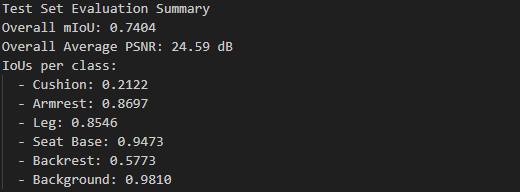 Test Set Evaluation Summary
Overall mIoU: 0.7404
Overall Average PSNR: 24.59 dB
IoUs per class:
- Cushion: 0.2122
- Armrest: 0.8697
- Leg: 0.8546
- Seat Base: 0.9473
- Backrest: 0.5773
- Background: 0.9810